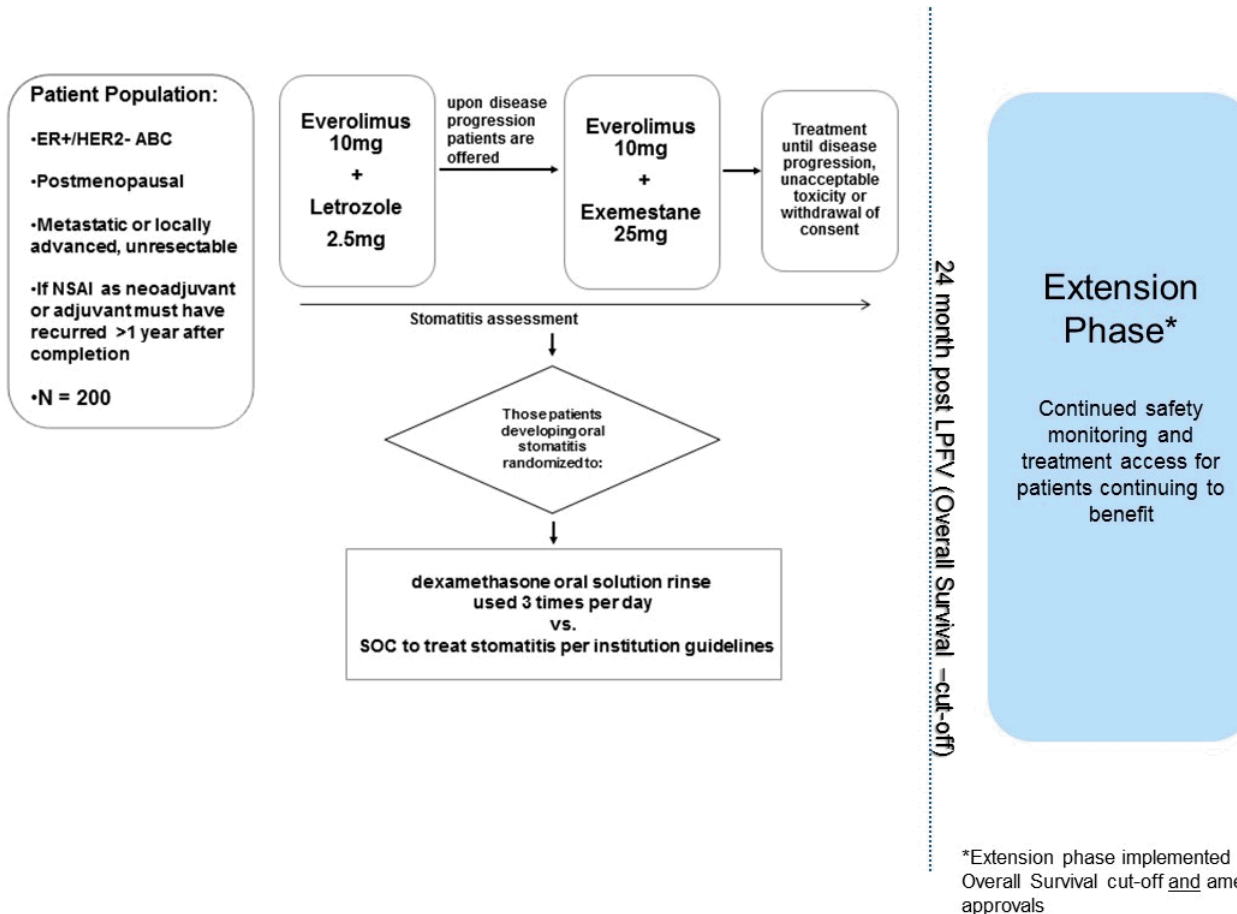 Patient Population:
•ER+/HER2- ABC
•Postmenopausal
•Metastatic or locally
advanced, unresectable
•If NSAI as neoadjuvant
or adjuvant must have
recurred >1 year after
completion
•N = 200
Everolimus
10mg
+
Letrozole
2.5mg
upon disease
progression
patients are
offered
Everolimus
10mg
+
Exemestane
25mg
Treatment
until disease
progression,
unacceptable
toxicity or
withdrawal of
consent
Stomatitis assessment
Those patients
developing oral
stomatitis
randomized to:
dexamethasone oral solution rinse
used 3 times per day
vs.
SOC to treat stomatitis per institution guidelines
24 month post LPFV (Overall Survival –cut-off)
Extension
Phase*
Continued safety
monitoring and
treatment access for
patients continuing to
benefit
*Extension phase implemented
Overall Survival cut-off and
approvals